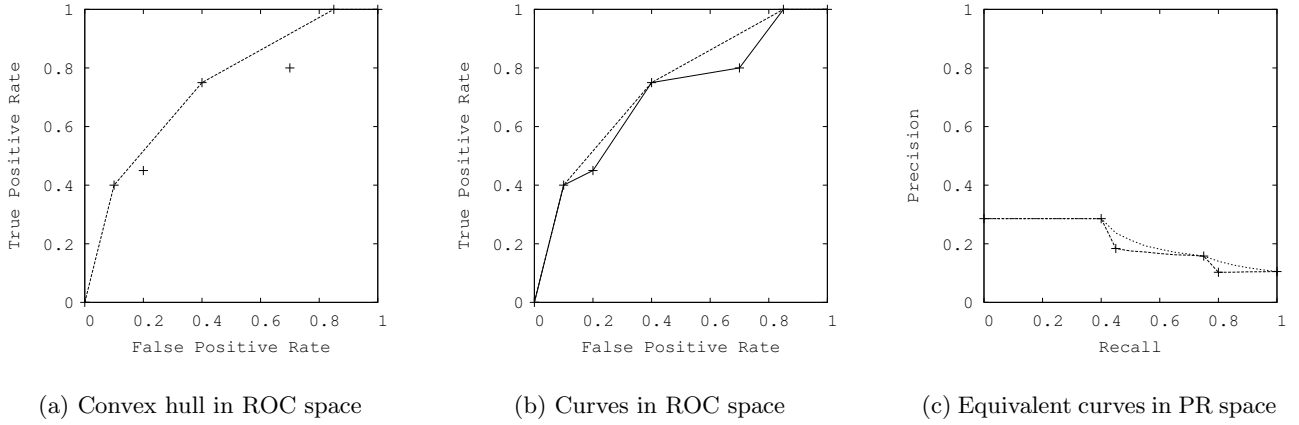 1
0.8
0.6
0.4
0.2
0
0 0.2 0.4 0.6 0.8 1
True Positive Rate
False Positive Rate
(a) Convex hull in ROC space
1
0.8
0.6
0.4
0.2
0
0 0.2 0.4 0.6 0.8 1
True Positive Rate
False Positive Rate
(b) Curves in ROC space
1
0.8
0.6
0.4
0.2
0
0 0.2 0.4 0.6 0.8 1
Precision
Recall
(c) Equivalent curves in PR space